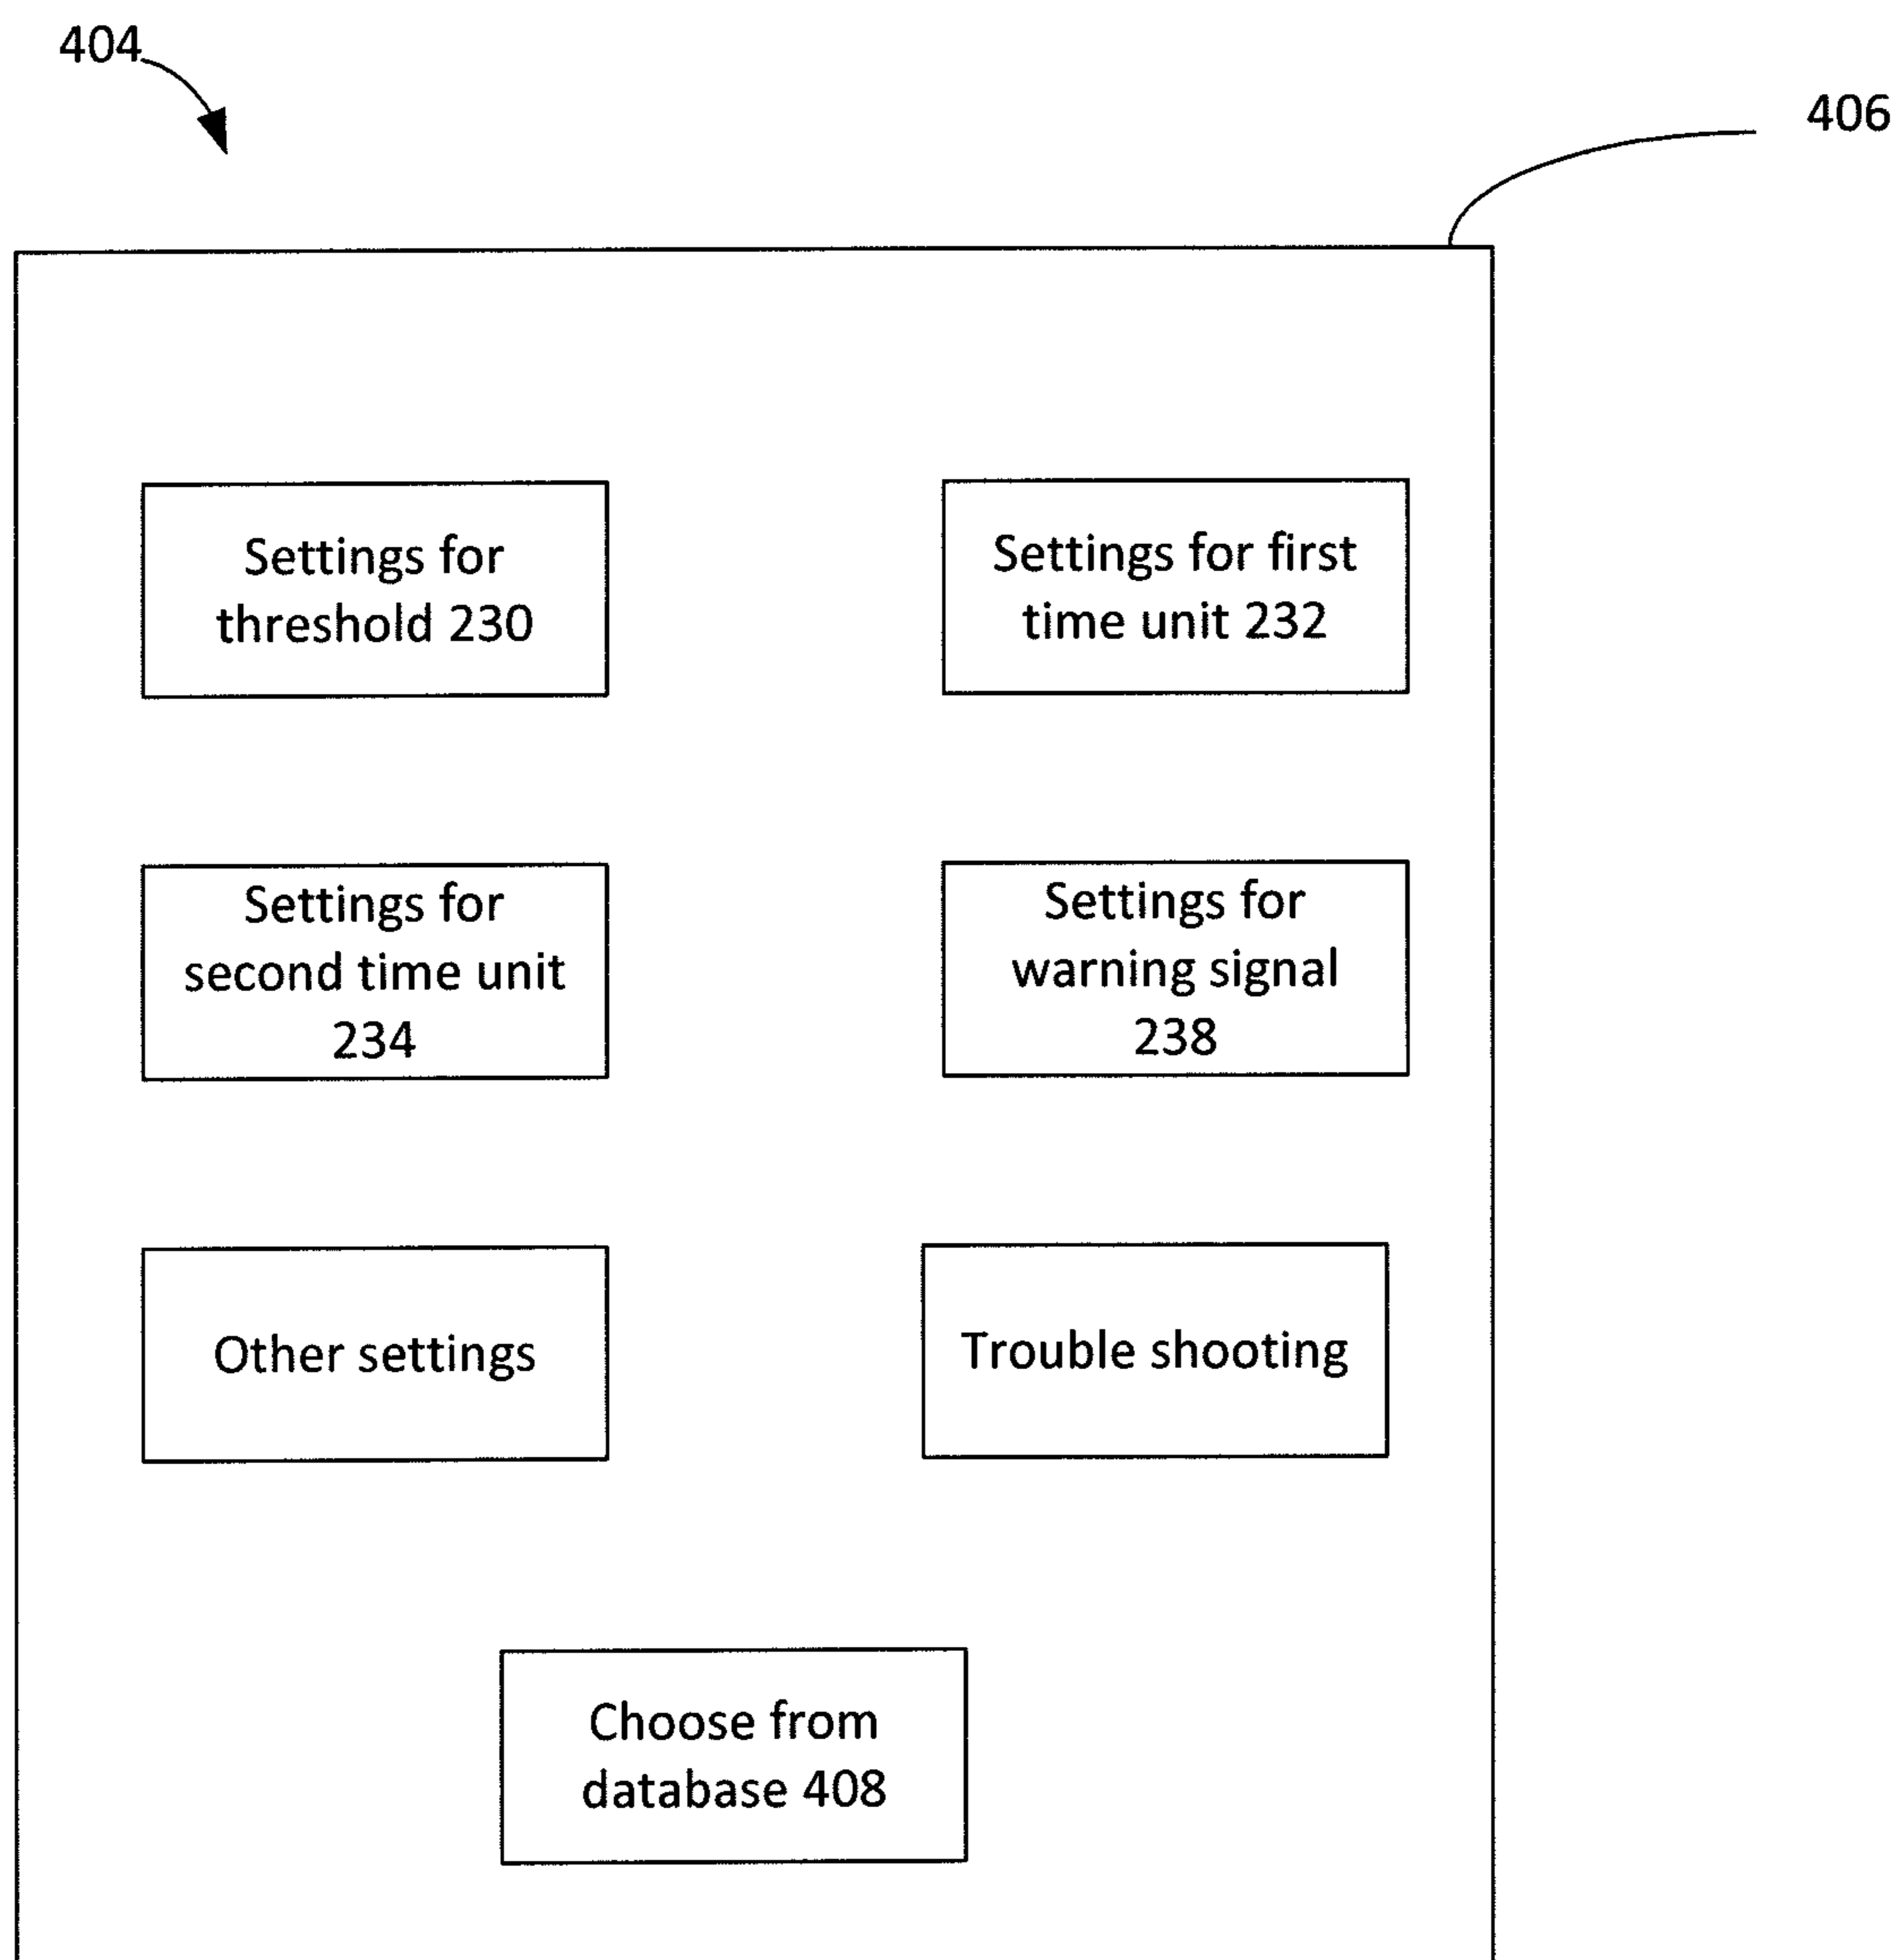 404
406
Settings for
threshold 230
Settings for first
time unit 232
Settings for
second time unit
234
Settings for
warning signal
238
Other settings
Trouble shooting
Choose from
database 408